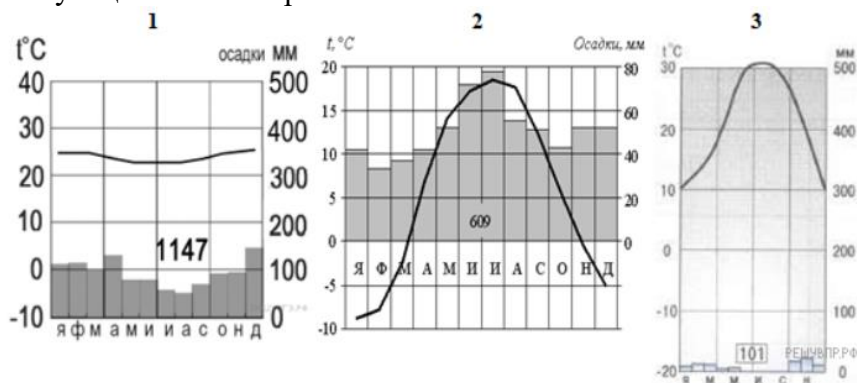 1 2 3
t°C осадки мм
40 500
30 400
20 300
10 200
0 100
-10 0
1147
я ф м а м и и а с о н д
t, °C Осадки, мм
20 80
15 60
10 40
5 20
0 0
-5
-10
609
Я Ф М А М И И А С О Н Д
t°C мм
30 500
20 400
10 300
0 200
-10 100
-20 0
101
РЕШУВПР.РФ
я м м и с н